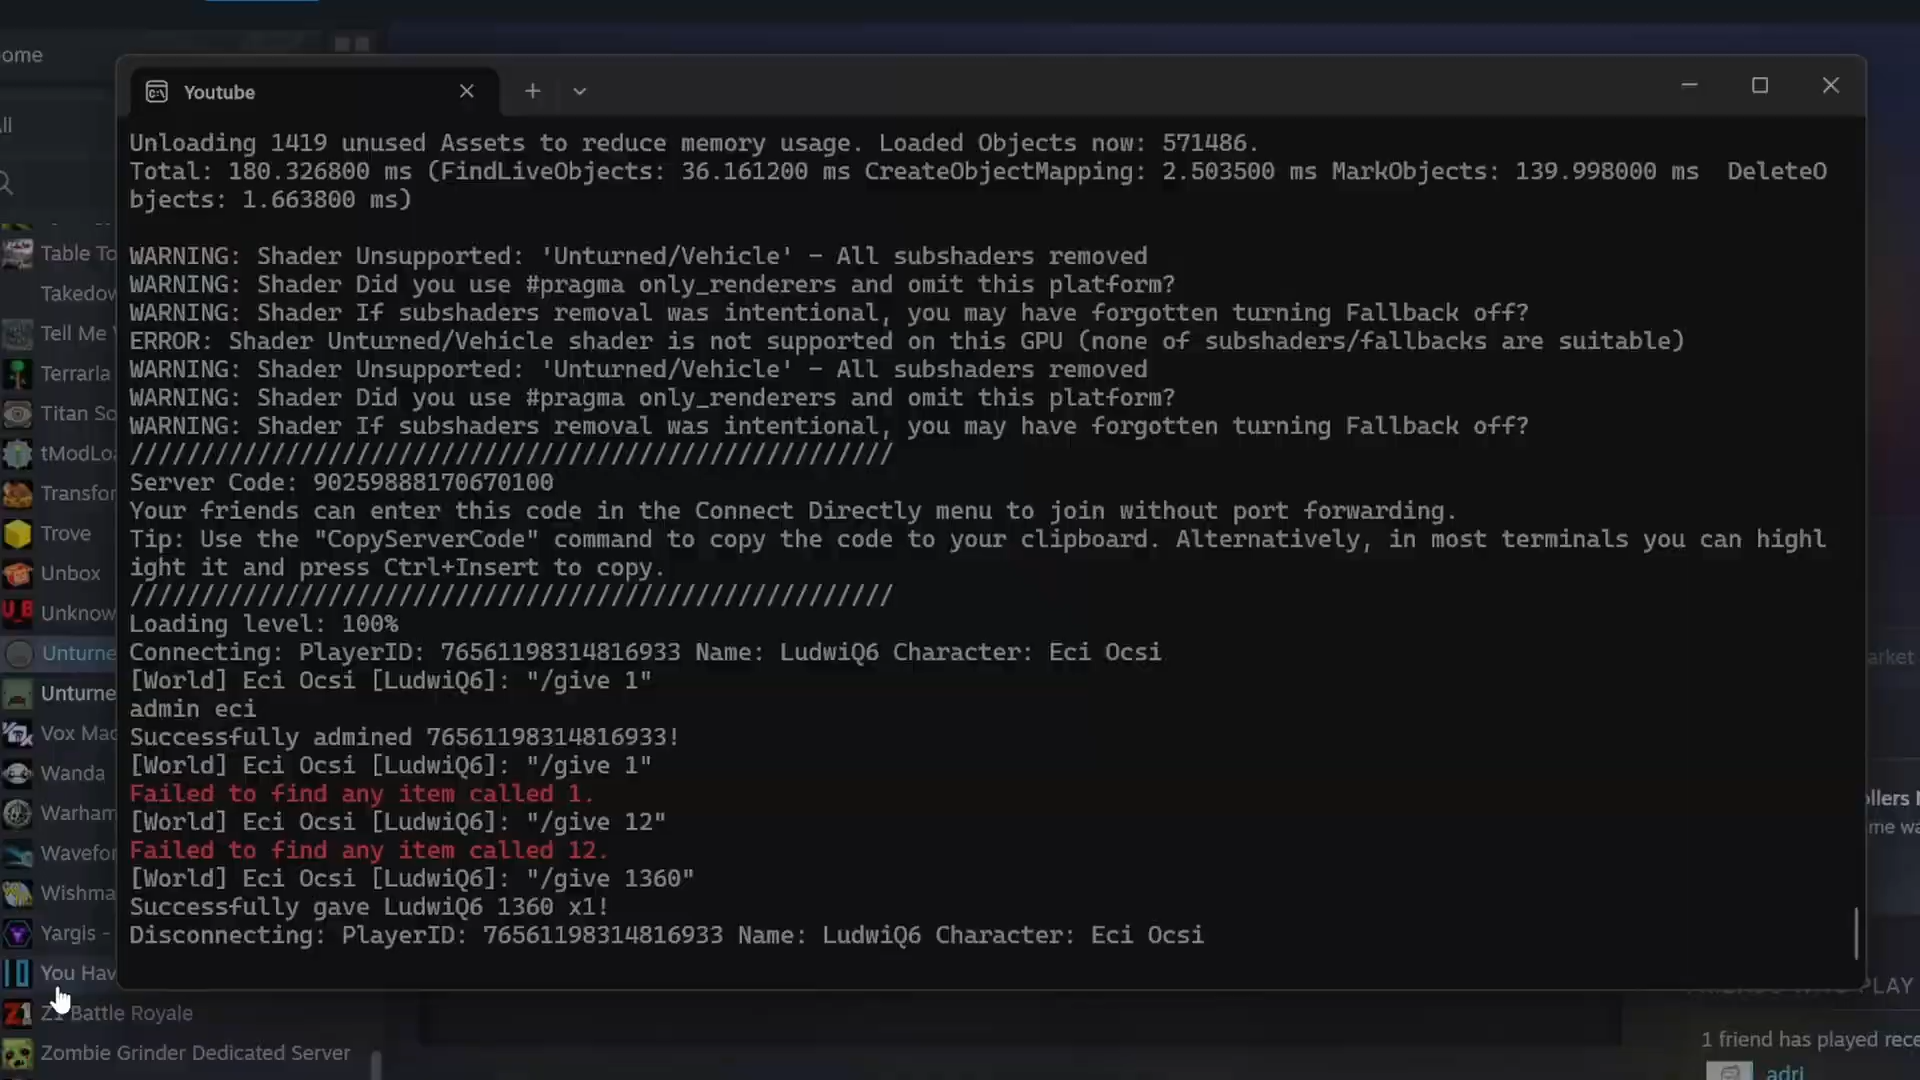 ome
ll
Table To
Takedow
Tell Me
Terraria
Titan So
tModLoa
Transfor
Trove
Unbox
Unknow
Unturne
Unturne
Vox Mac
Wanda
Warham
Wavefor
Wishma
Yargis -
You Hav
Z1 Battle Royale
Zombie Grinder Dedicated Server
Youtube
Unloading 1419 unused Assets to reduce memory usage. Loaded Objects now: 571486.
Total: 180.326800 ms (FindLiveObjects: 36.161200 ms CreateObjectMapping: 2.503500 ms MarkObjects: 139.998000 ms  DeleteO
bjects: 1.663800 ms)
WARNING: Shader Unsupported: 'Unturned/Vehicle' - All subshaders removed
WARNING: Shader Did you use #pragma only_renderers and omit this platform?
WARNING: Shader If subshaders removal was intentional, you may have forgotten turning Fallback off?
ERROR: Shader Unturned/Vehicle shader is not supported on this GPU (none of subshaders/fallbacks are suitable)
WARNING: Shader Unsupported: 'Unturned/Vehicle' - All subshaders removed
WARNING: Shader Did you use #pragma only_renderers and omit this platform?
WARNING: Shader If subshaders removal was intentional, you may have forgotten turning Fallback off?
//////////////////////////////////////////////////////
Server Code: 90259888170670100
Your friends can enter this code in the Connect Directly menu to join without port forwarding.
Tip: Use the "CopyServerCode" command to copy the code to your clipboard. Alternatively, in most terminals you can highl
ight it and press Ctrl+Insert to copy.
//////////////////////////////////////////////////////
Loading level: 100%
Connecting: PlayerID: 76561198314816933 Name: LudwiQ6 Character: Eci Ocsi
[World] Eci Ocsi [LudwiQ6]: "/give 1"
admin eci
Successfully admined 76561198314816933!
[World] Eci Ocsi [LudwiQ6]: "/give 1"
Failed to find any item called 1.
[World] Eci Ocsi [LudwiQ6]: "/give 12"
Failed to find any item called 12.
[World] Eci Ocsi [LudwiQ6]: "/give 1360"
Successfully gave LudwiQ6 1360 x1!
Disconnecting: PlayerID: 76561198314816933 Name: LudwiQ6 Character: Eci Ocsi
arket
ollers
me wa
PLAY
1 friend has played rece
adri